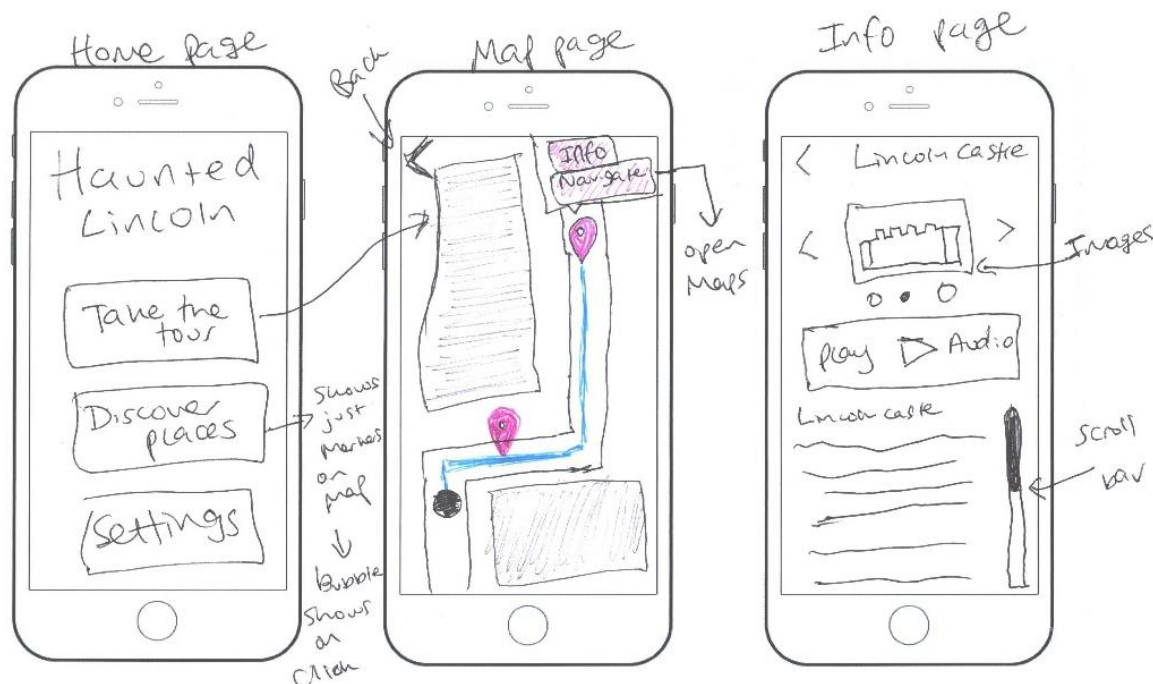 Home page
Haunted
Lincoln
Take the
tour
Discover
places
Settings
Shows
just
markers
on
map
bubble
shows
on
click
Back
Map page
Info
Navigate
open
Maps
Info page
Lincoln Castle
Images
play Audio
Lincoln castle
scroll
bar